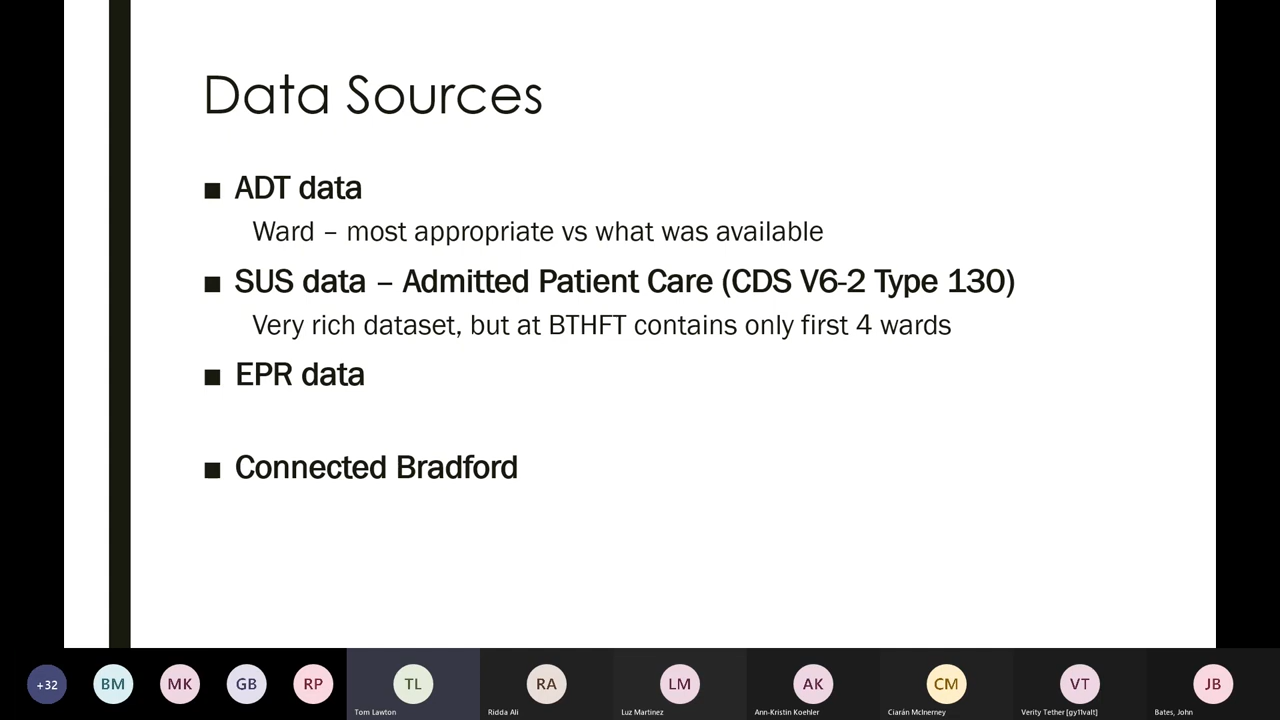 Data Sources
■ ADT data
Ward – most appropriate vs what was available
■ SUS data – Admitted Patient Care (CDS V6-2 Type 130)
Very rich dataset, but at BTHFT contains only first 4 wards
■ EPR data
■ Connected Bradford
+32 BM MK GB RP TL RA LM AK CM VT JB
Tom Lawton Ridda Ali Luz Martinez Ann-Kristin Koehler Ciarán McInerney Verity Tether [gy11valt] Bates, John